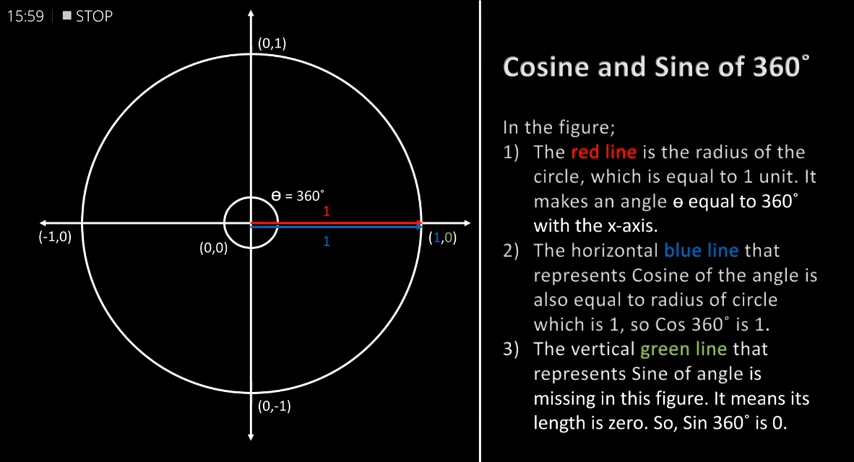 15:59 STOP
(0,1)
ө = 360˚
1
(-1,0)
(0,0)
1
(1,0)
(0,-1)
Cosine and Sine of 360˚
In the figure;
1) The red line is the radius of the
circle, which is equal to 1 unit. It
makes an angle ө equal to 360˚
with the x-axis.
2) The horizontal blue line that
represents Cosine of the angle is
also equal to radius of circle
which is 1, so Cos 360˚ is 1.
3) The vertical green line that
represents Sine of angle is
missing in this figure. It means its
length is zero. So, Sin 360˚ is 0.